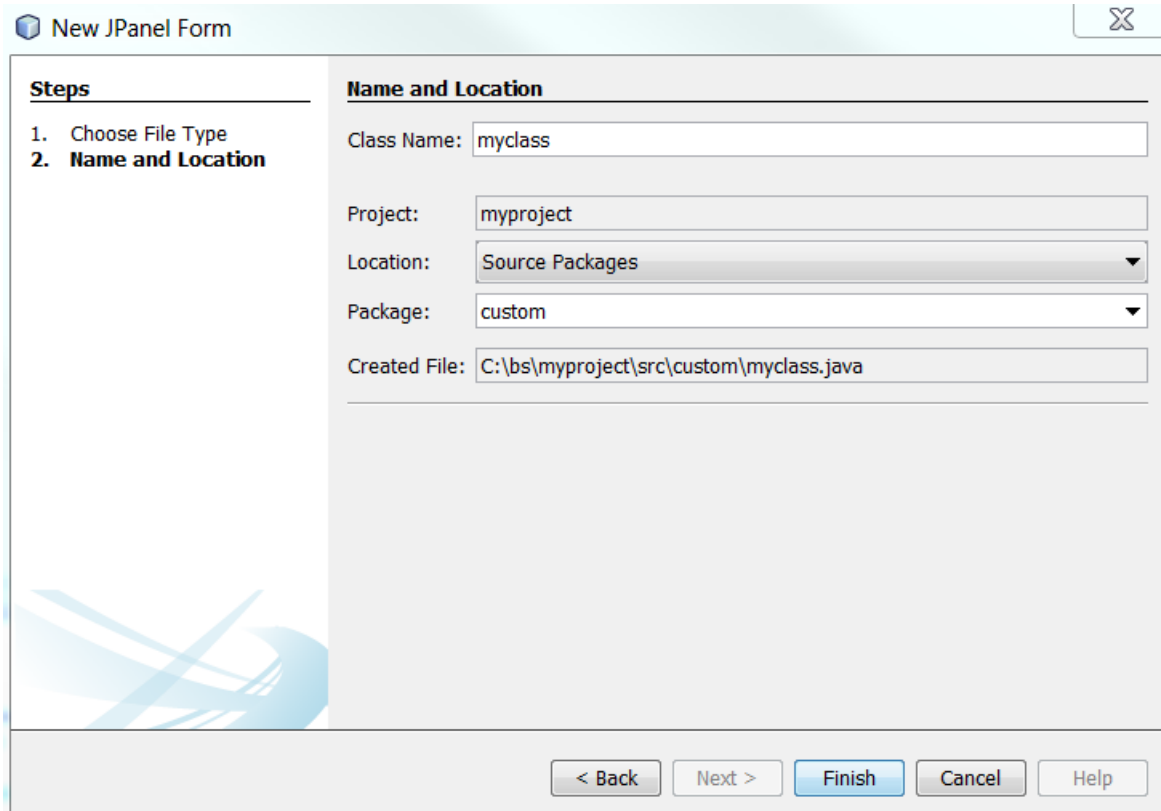 New JPanel Form
Steps
1. Choose File Type
2. Name and Location
Name and Location
Class Name: myclass
Project: myproject
Location: Source Packages
Package: custom
Created File: C:\bs\myproject\src\custom\myclass.java
< Back Next > Finish Cancel Help